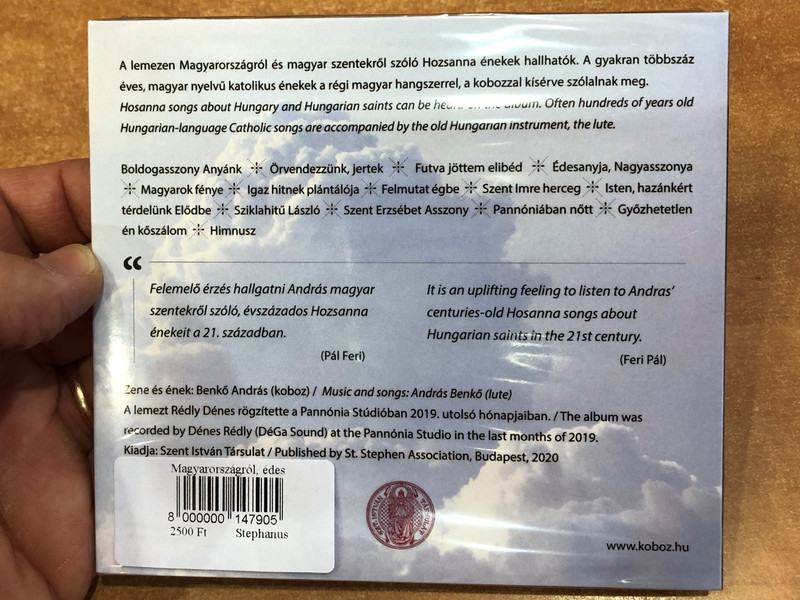 A lemezen Magyarországról és magyar szentekről szóló Hozsanna énekek hallhatók. A gyakran többszáz
éves, magyar nyelvű katolikus énekek a régi magyar hangszerrel, a kobozzal kísérve szólalnak meg.
Hosanna songs about Hungary and Hungarian saints can be heard on the album. Often hundreds of years old
Hungarian-language Catholic songs are accompanied by the old Hungarian instrument, the lute.
Boldogasszony Anyánk Örvendezzünk, jertek Futva jöttem elibéd Édesanyja, Nagyasszonya
Magyarok fénye Igaz hitnek plántálója Felmutat égbe Szent Imre herceg Isten, hazánkért
térdelünk Elődbe Sziklahitű László Szent Erzsébet Asszony Pannóniában nőtt Győzhetetlen
én kőszálom Himnusz
“
Felemelő érzés hallgatni András magyar
szentekről szóló, évszázados Hozsanna
énekeit a 21. században.
(Pál Feri)
It is an uplifting feeling to listen to Andras’
centuries-old Hosanna songs about
Hungarian saints in the 21st century.
(Feri Pál)
Zene és ének: Benkő András (koboz) / Music and songs: András Benkő (lute)
A lemezt Rédly Dénes rögzítette a Pannónia Stúdióban 2019. utolsó hónapjaiban. / The album was
recorded by Dénes Rédly (DéGa Sound) at the Pannónia Studio in the last months of 2019.
Kiadja: Szent István Társulat / Published by St. Stephen Association, Budapest, 2020
Magyarországról, édes
8 000000 147905
2500 Ft Stephanus
www.koboz.hu